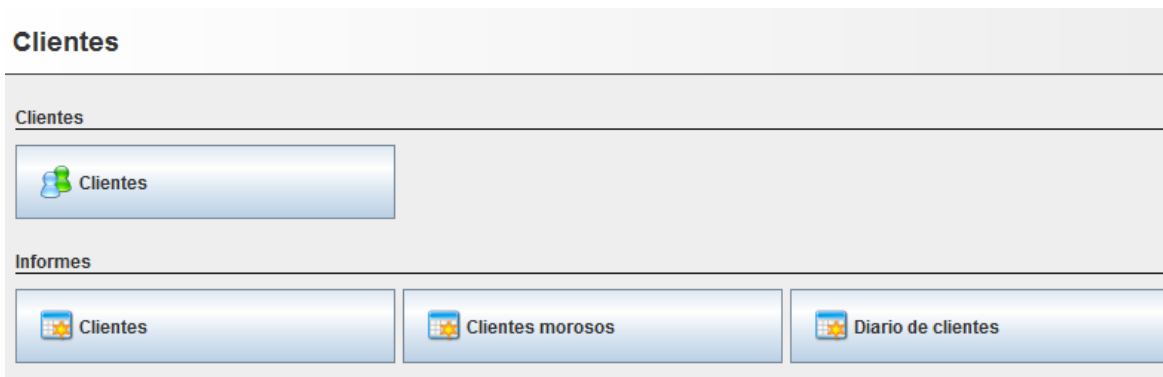 Clientes
Clientes
Clientes
Informes
Clientes
Clientes morosos
Diario de clientes